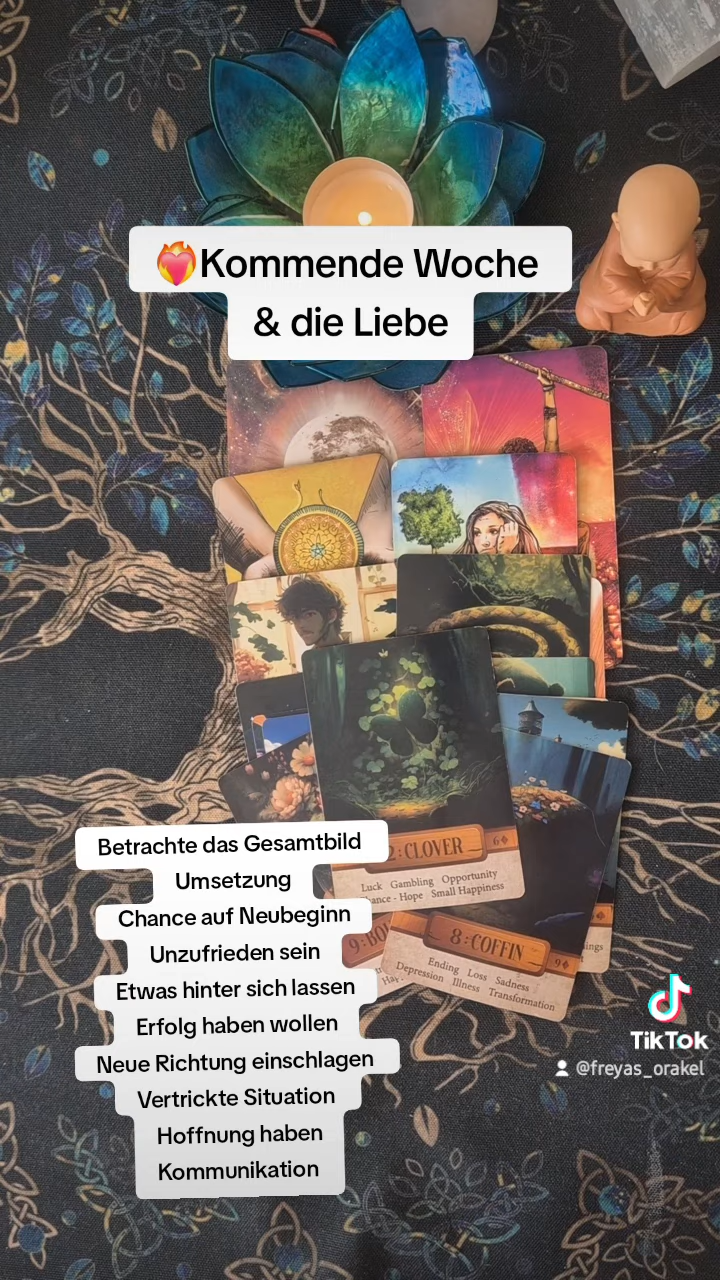 ❤️‍🔥Kommende Woche
& die Liebe
2:CLOVER
6♦
Luck Gambling Opportunity
hance - Hope Small Happiness
Betrachte das Gesamtbild
Umsetzung
Chance auf Neubeginn
Unzufrieden sein
Etwas hinter sich lassen
Erfolg haben wollen
Neue Richtung einschlagen
Vertrickte Situation
Hoffnung haben
Kommunikation
8:COFFIN
9♦
Ending Loss Sadness
Depression Illness Transformation
TikTok
@freyas_orakel